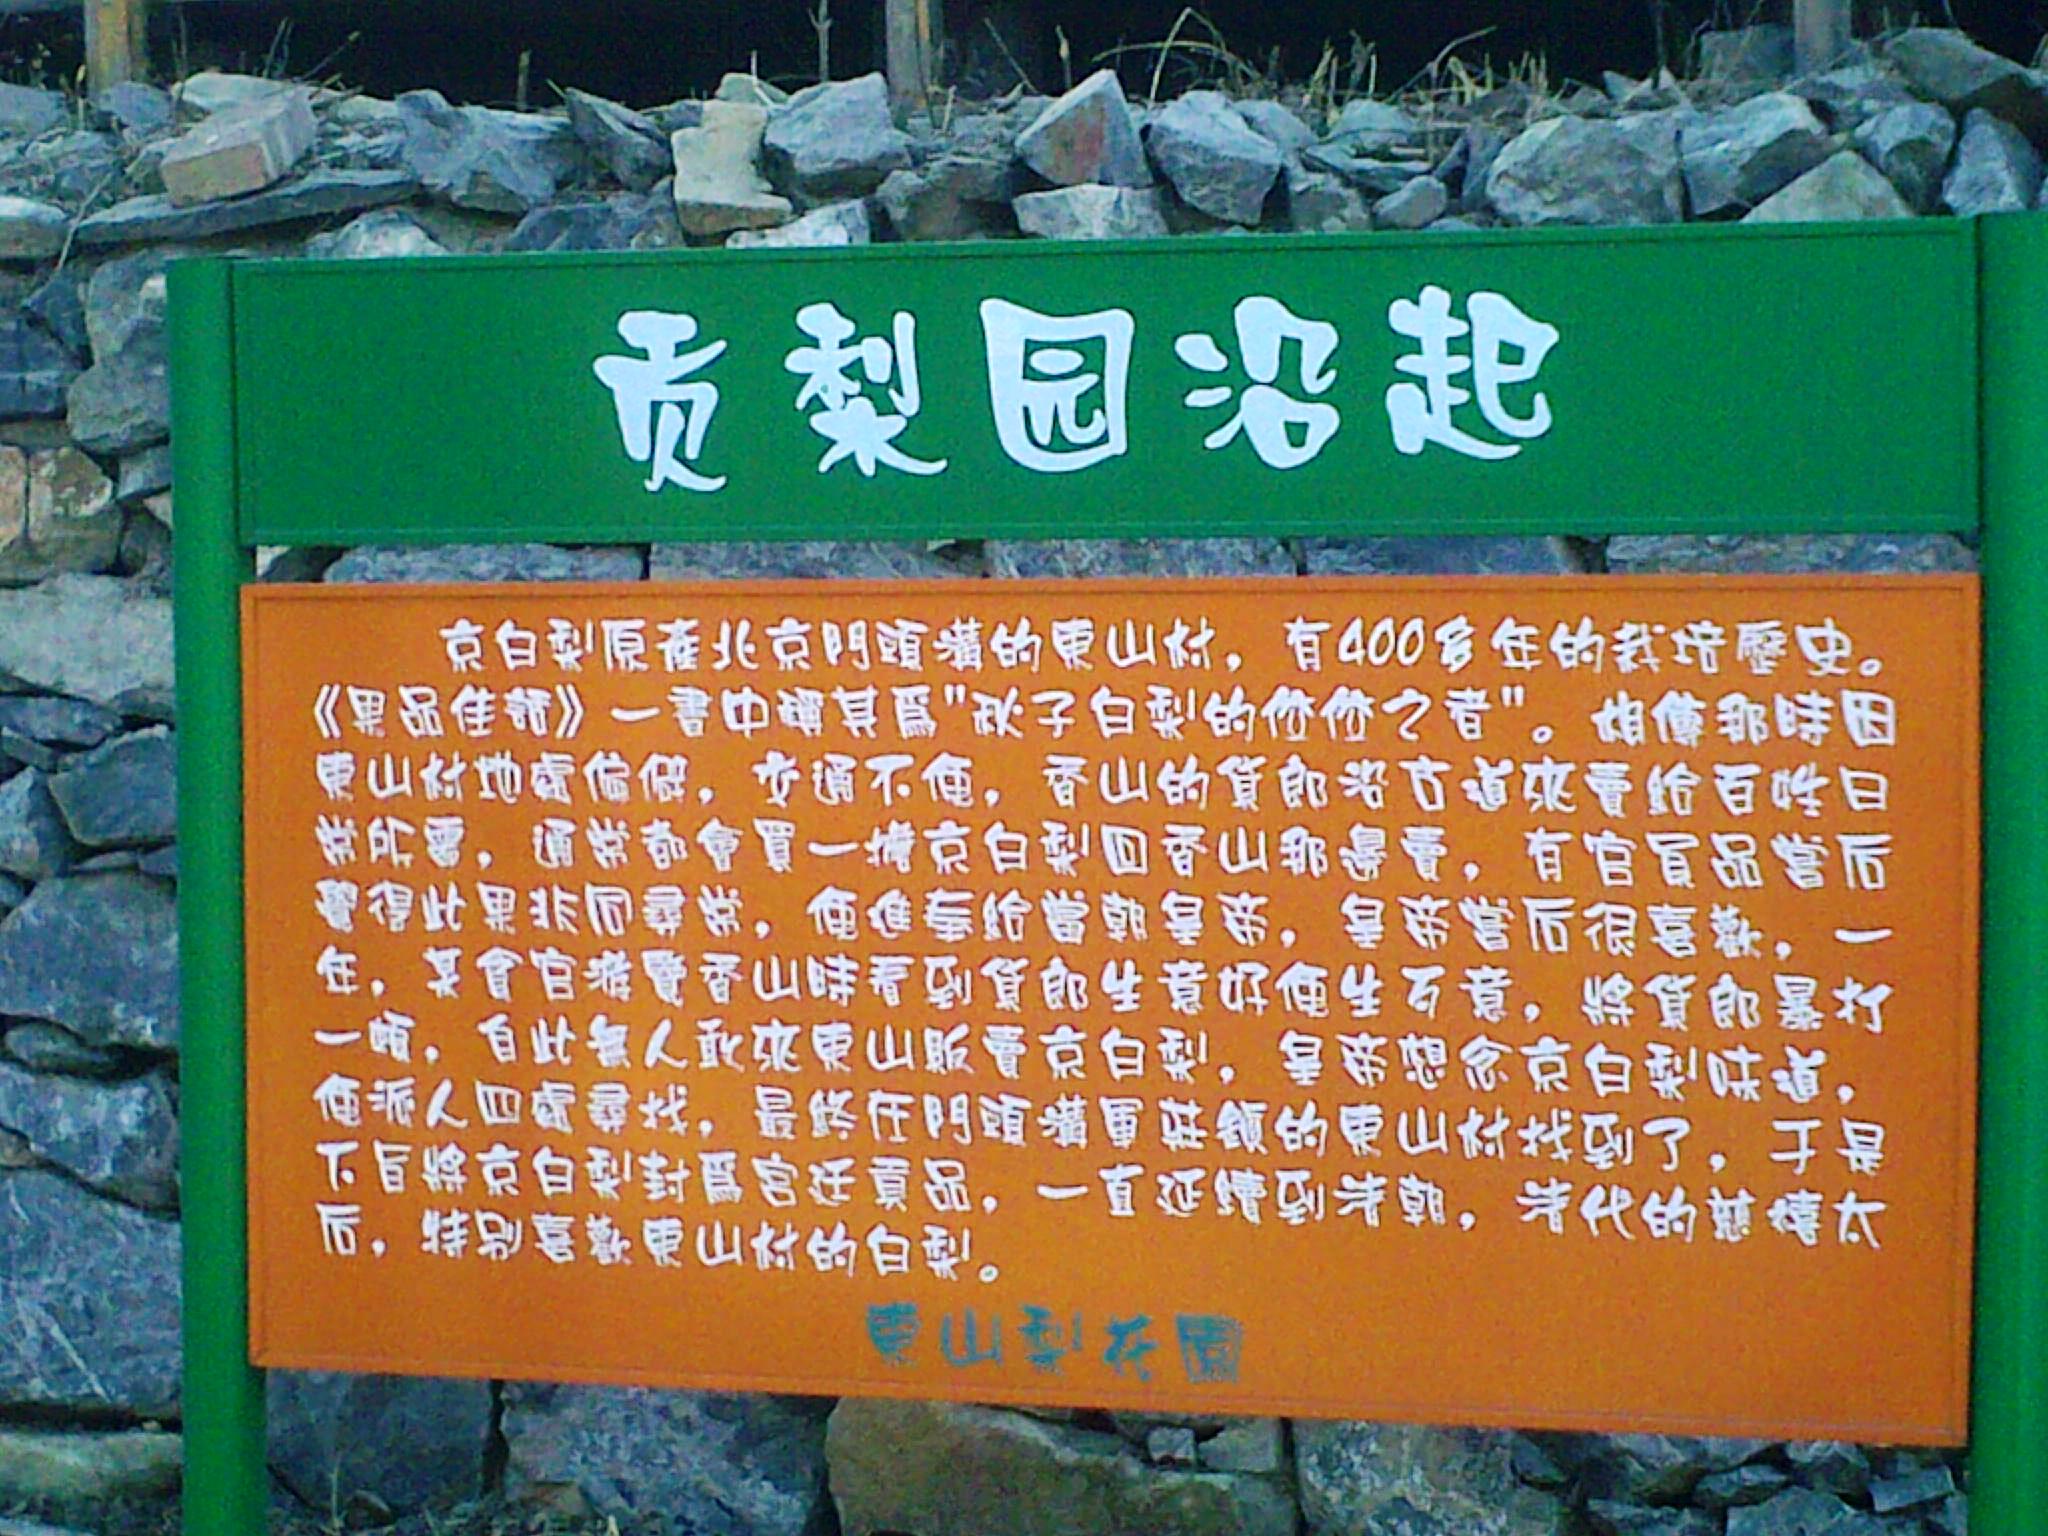 贡梨园沿起
京白梨原産北京門頭溝的東山村，有400多年的栽培歷史。
《果品佳話》一書中稱其爲"秋子白梨的佼佼之者"。相傳那時因
東山村地處偏僻，交通不便，香山的貨郎沿古道來賣給百姓日
常所需，通常都會買一擔京白梨回香山那邊賣，有官員品嘗后
覺得此果非同尋常，便進奉給當朝皇帝，皇帝嘗后很喜歡，一
年，某貪官游覽香山時看到貨郎生意好便生歹意，將貨郎暴打
一頓，自此無人敢來東山販賣京白梨，皇帝想念京白梨味道，
便派人四處尋找，最終在門頭溝軍莊鎮的東山村找到了，于是
下旨將京白梨封爲宫廷貢品，一直延續到清朝，清代的慈禧太
后，特别喜歡東山村的白梨。
東山梨花園